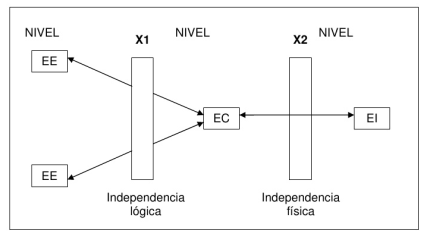 NIVEL
X1
NIVEL
X2
NIVEL
EE
EC
EI
EE
Independencia
lógica
Independencia
física